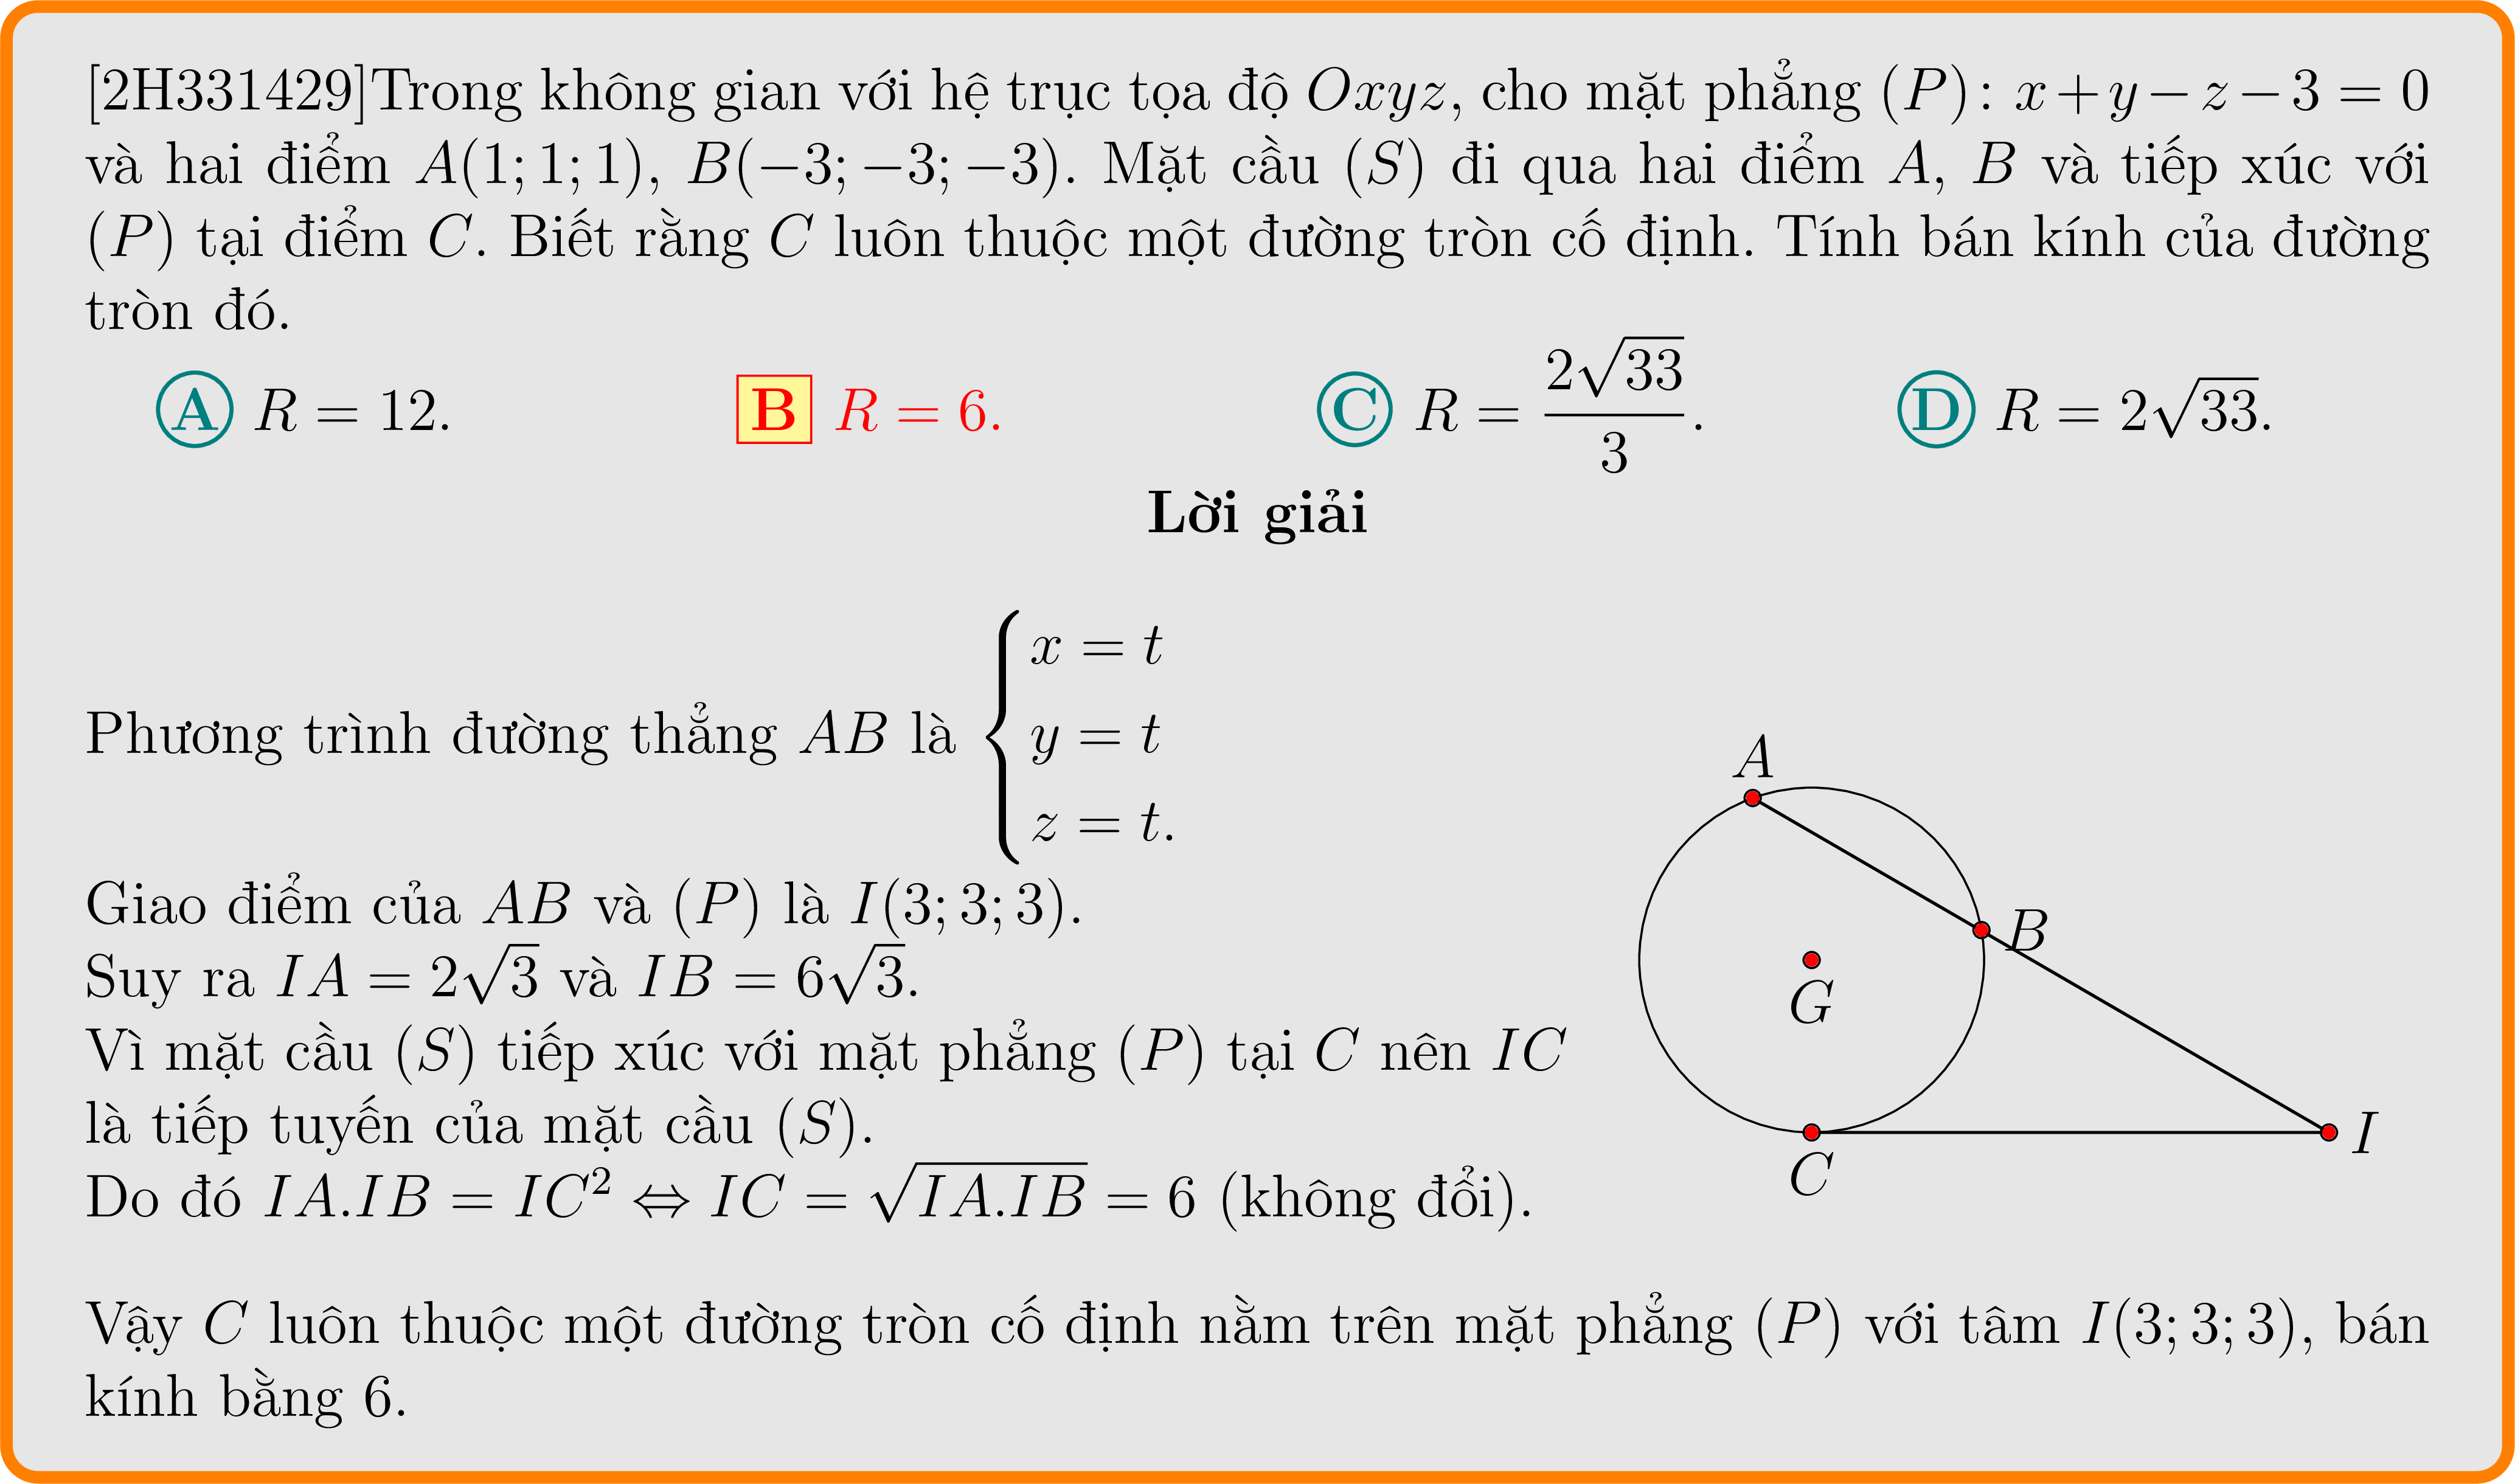 [2H331429]Trong không gian với hệ trục tọa độ Oxyz, cho mặt phẳng (P): x + y − z − 3 = 0
và hai điểm A(1; 1; 1), B(−3; −3; −3). Mặt cầu (S) đi qua hai điểm A, B và tiếp xúc với
(P) tại điểm C. Biết rằng C luôn thuộc một đường tròn cố định. Tính bán kính của đường
tròn đó.
A R = 12. B R = 6. C R = \frac{2\sqrt{33}}{3}. D R = 2\sqrt{33}.
Lời giải
Phương trình đường thẳng AB là \begin{cases} x = t \\ y = t \\ z = t. \end{cases}
Giao điểm của AB và (P) là I(3; 3; 3).
Suy ra IA = 2\sqrt{3} và IB = 6\sqrt{3}.
Vì mặt cầu (S) tiếp xúc với mặt phẳng (P) tại C nên IC
là tiếp tuyến của mặt cầu (S).
Do đó IA.IB = IC² ⇔ IC = \sqrt{IA.IB} = 6 (không đổi).
A
B
G
C
I
Vậy C luôn thuộc một đường tròn cố định nằm trên mặt phẳng (P) với tâm I(3; 3; 3), bán
kính bằng 6.